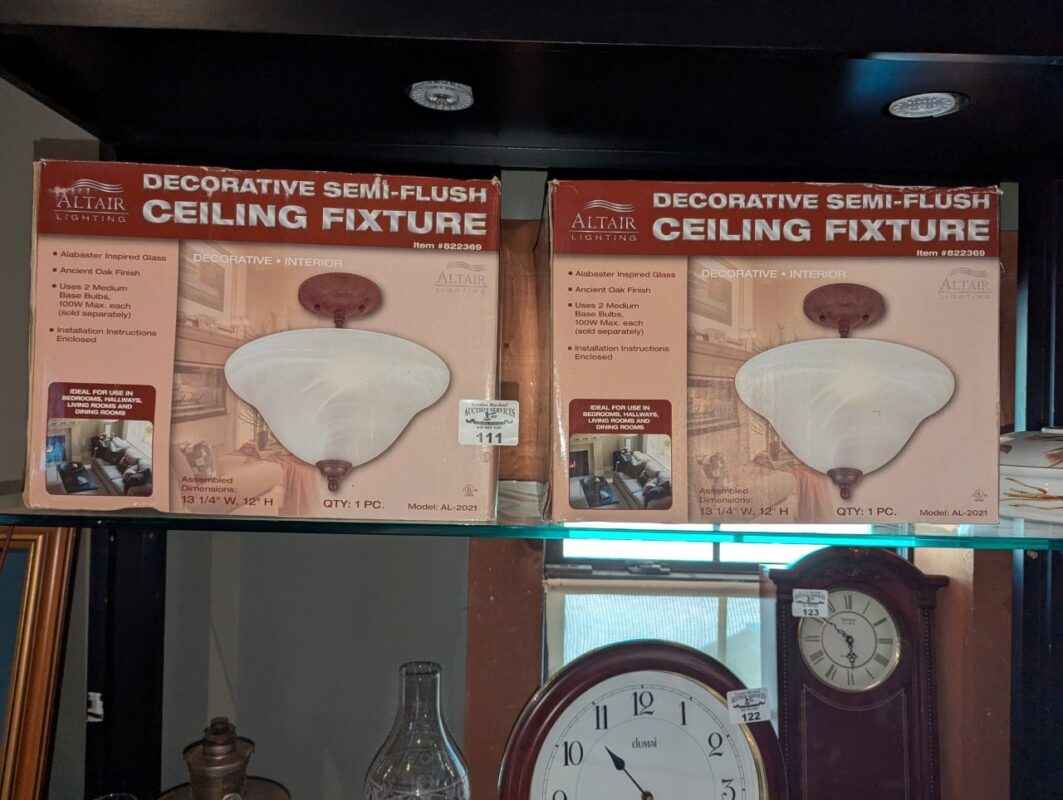 ALTAIR
LIGHTING
DECORATIVE SEMI-FLUSH
CEILING FIXTURE
Item #822369
• Alabaster Inspired Glass
• Ancient Oak Finish
• Uses 2 Medium
Base Bulbs,
100W Max. each
(sold separately)
• Installation Instructions
Enclosed
DECORATIVE • INTERIOR
ALTAIR
LIGHTING
IDEAL FOR USE IN
BEDROOMS, HALLWAYS,
LIVING ROOMS AND
DINING ROOMS
Assembled
Dimensions:
13 1/4" W, 12" H
QTY: 1 PC.
Model: AL-2021
AUCTION SERVICES
111
ALTAIR
LIGHTING
DECORATIVE SEMI-FLUSH
CEILING FIXTURE
Item #822369
• Alabaster Inspired Glass
• Ancient Oak Finish
• Uses 2 Medium
Base Bulbs,
100W Max. each
(sold separately)
• Installation Instructions
Enclosed
DECORATIVE • INTERIOR
ALTAIR
LIGHTING
IDEAL FOR USE IN
BEDROOMS, HALLWAYS,
LIVING ROOMS AND
DINING ROOMS
Assembled
Dimensions:
13 1/4" W, 12" H
QTY: 1 PC.
Model: AL-2021
123
122
10 11 12 1 2 3
dumai